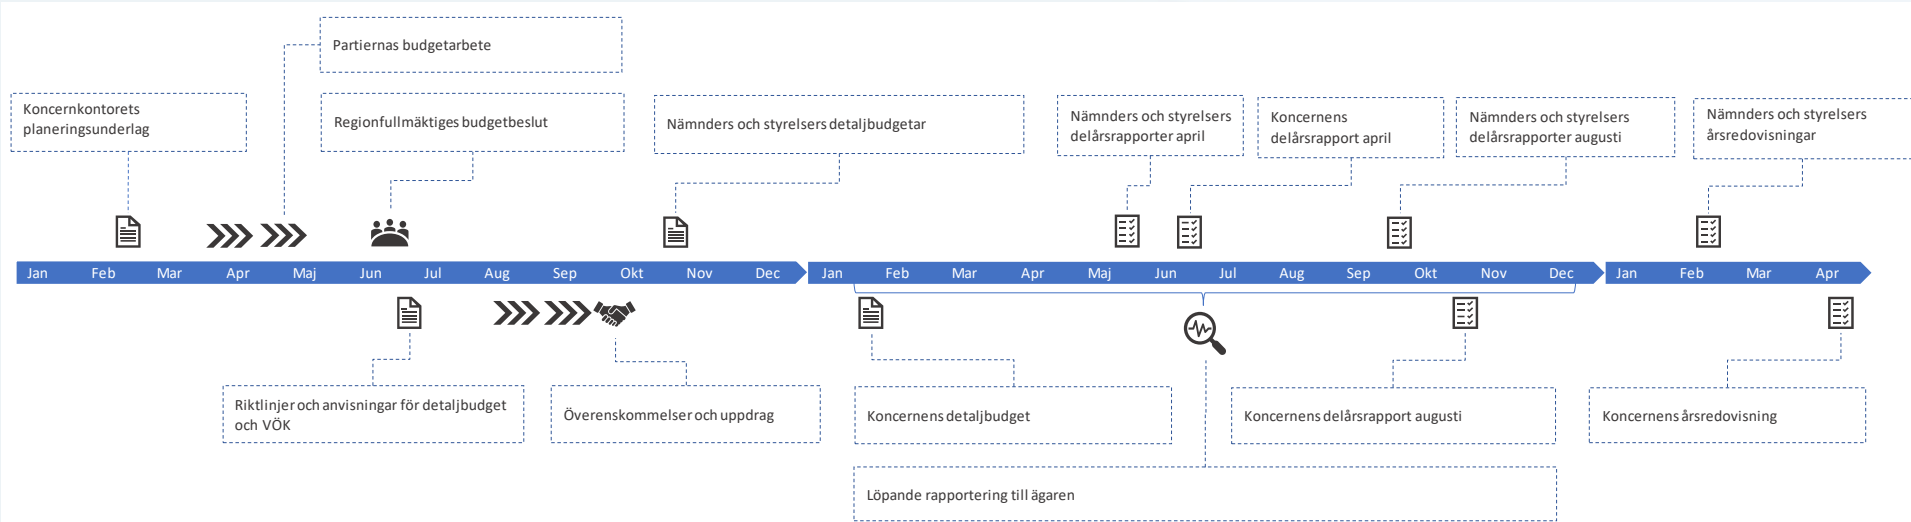 Partiernas budgetarbete
Koncernkontorets
planeringsunderlag
Regionfullmäktiges budgetbeslut
Nämnders och styrelsers detaljbudgetar
Nämnders och styrelsers
delårsrapporter april
Koncernens
delårsrapport april
Nämnders och styrelsers
delårsrapporter augusti
Nämnders och styrelsers
årsredovisningar
Jan Feb Mar Apr Maj Jun Jul Aug Sep Okt Nov Dec Jan Feb Mar Apr Maj Jun Jul Aug Sep Okt Nov Dec Jan Feb Mar Apr
Riktlinjer och anvisningar för detaljbudget
och VÖK
Överenskommelser och uppdrag
Koncernens detaljbudget
Koncernens delårsrapport augusti
Koncernens årsredovisning
Löpande rapportering till ägaren